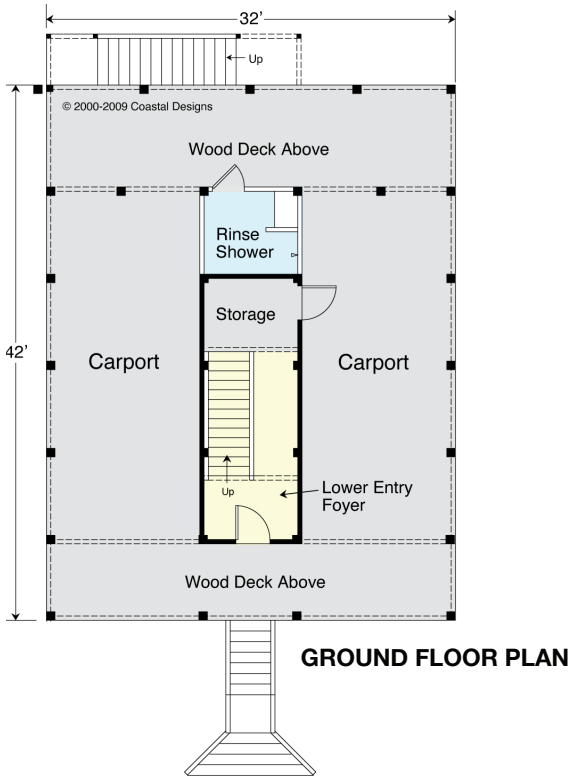 32’
Up
© 2000-2009 Coastal Designs
Wood Deck Above
Rinse
Shower
Storage
42’
Carport
Carport
Up
Lower Entry
Foyer
Wood Deck Above
GROUND FLOOR PLAN